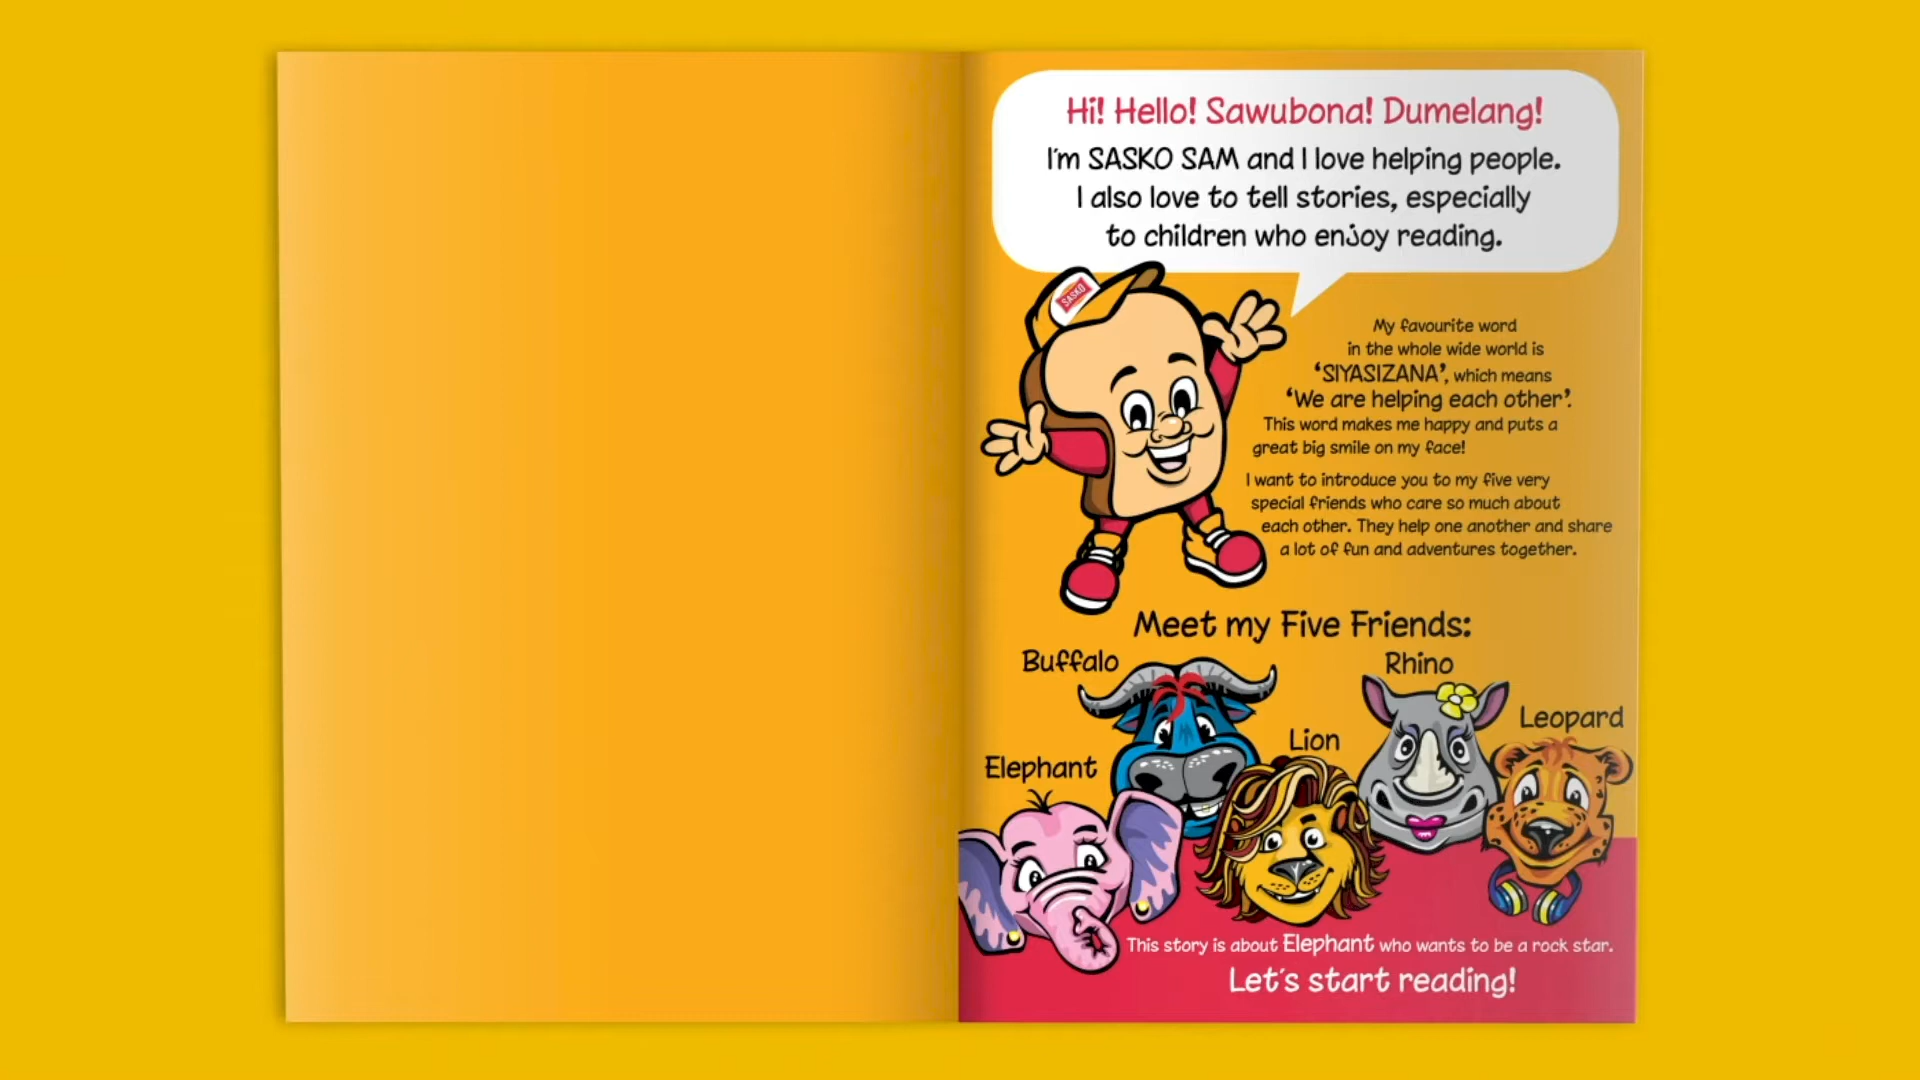 Hi! Hello! Sawubona! Dumelang!
I'm SASKO SAM and I love helping people.
I also love to tell stories, especially
to children who enjoy reading.
SASKO
My favourite word
in the whole wide world is
'SIYASIZANA', which means
'We are helping each other'.
This word makes me happy and puts a
great big smile on my face!
I want to introduce you to my five very
special friends who care so much about
each other. They help one another and share
a lot of fun and adventures together.
Meet my Five Friends:
Buffalo
Rhino
Leopard
Lion
Elephant
This story is about Elephant who wants to be a rock star.
Let's start reading!